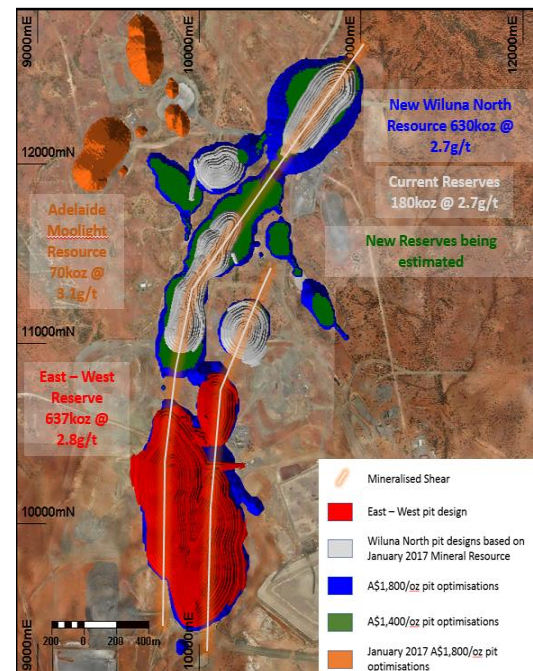 9000mE
10000mE
12000mE
New Wiluna North
Resource 630koz @
2.7g/t
12000mN
Current Reserves
180koz @ 2.7g/t
Adelaide
Moolight
Resource
70koz @
3.1g/t
New Reserves being
estimated
11000mN
East – West
Reserve
637koz @
2.8g/t
10000mN
Mineralised Shear
East – West pit design
Wiluna North pit designs based on
January 2017 Mineral Resource
A$1,800/oz pit optimisations
A$1,400/oz pit optimisations
January 2017 A$1,800/oz pit
optimisations
200 0 200 400m
9000mE
10000mE